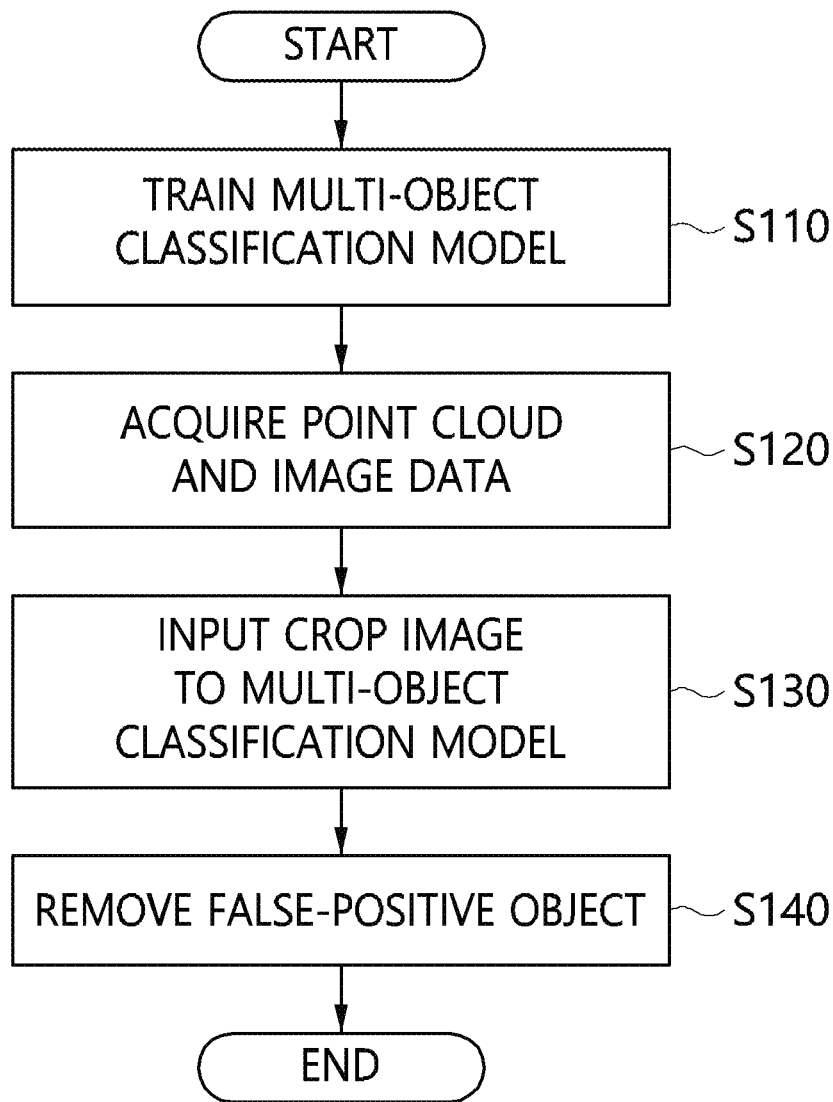 START
TRAIN MULTI-OBJECT
CLASSIFICATION MODEL
S110
ACQUIRE POINT CLOUD
AND IMAGE DATA
S120
INPUT CROP IMAGE
TO MULTI-OBJECT
CLASSIFICATION MODEL
S130
REMOVE FALSE-POSITIVE OBJECT
S140
END